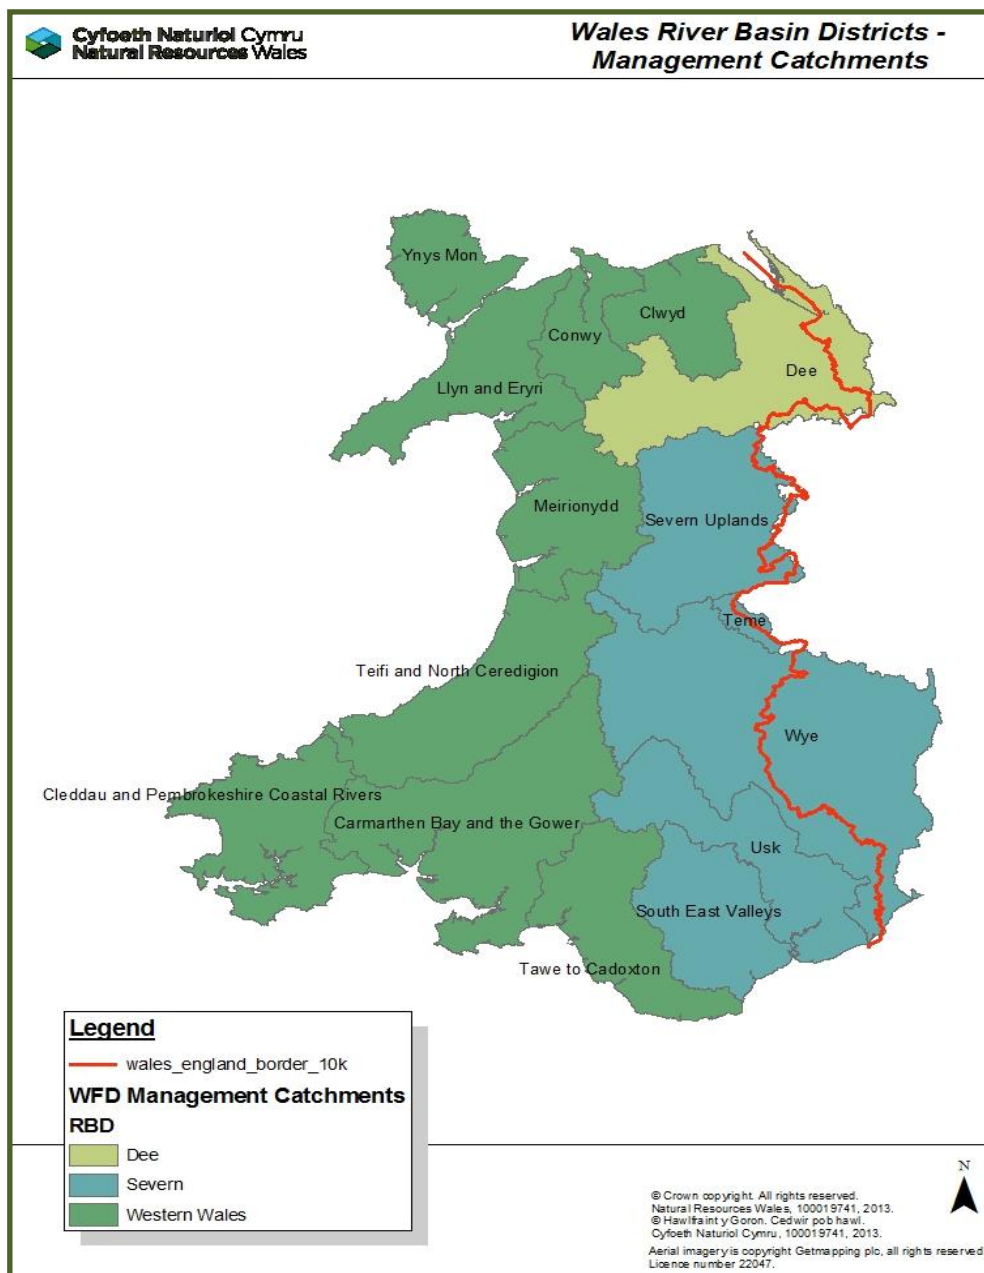 Cyfoeth Naturiol Cymru
Natural Resources Wales
Wales River Basin Districts -
Management Catchments
Ynys Mon
Clwyd
Conwy
Dee
Llyn and Eryri
Meirionydd
Severn Uplands
Teme
Teifi and North Ceredigion
Wye
Cleddau and Pembrokeshire Coastal Rivers
Carmarthen Bay and the Gower
Usk
South East Valleys
Tawe to Cadoxton
Legend
wales_england_border_10k
WFD Management Catchments
RBD
Dee
Severn
Western Wales
N
© Crown copyright. All rights reserved.
Natural Resources Wales, 100019741, 2013.
© Hawlfraint y Goron. Cedwir pob hawl.
Cyfoeth Naturiol Cymru, 100019741, 2013.
Aerial imagery is copyright Getmapping plc, all rights reserved
Licence number 22047.